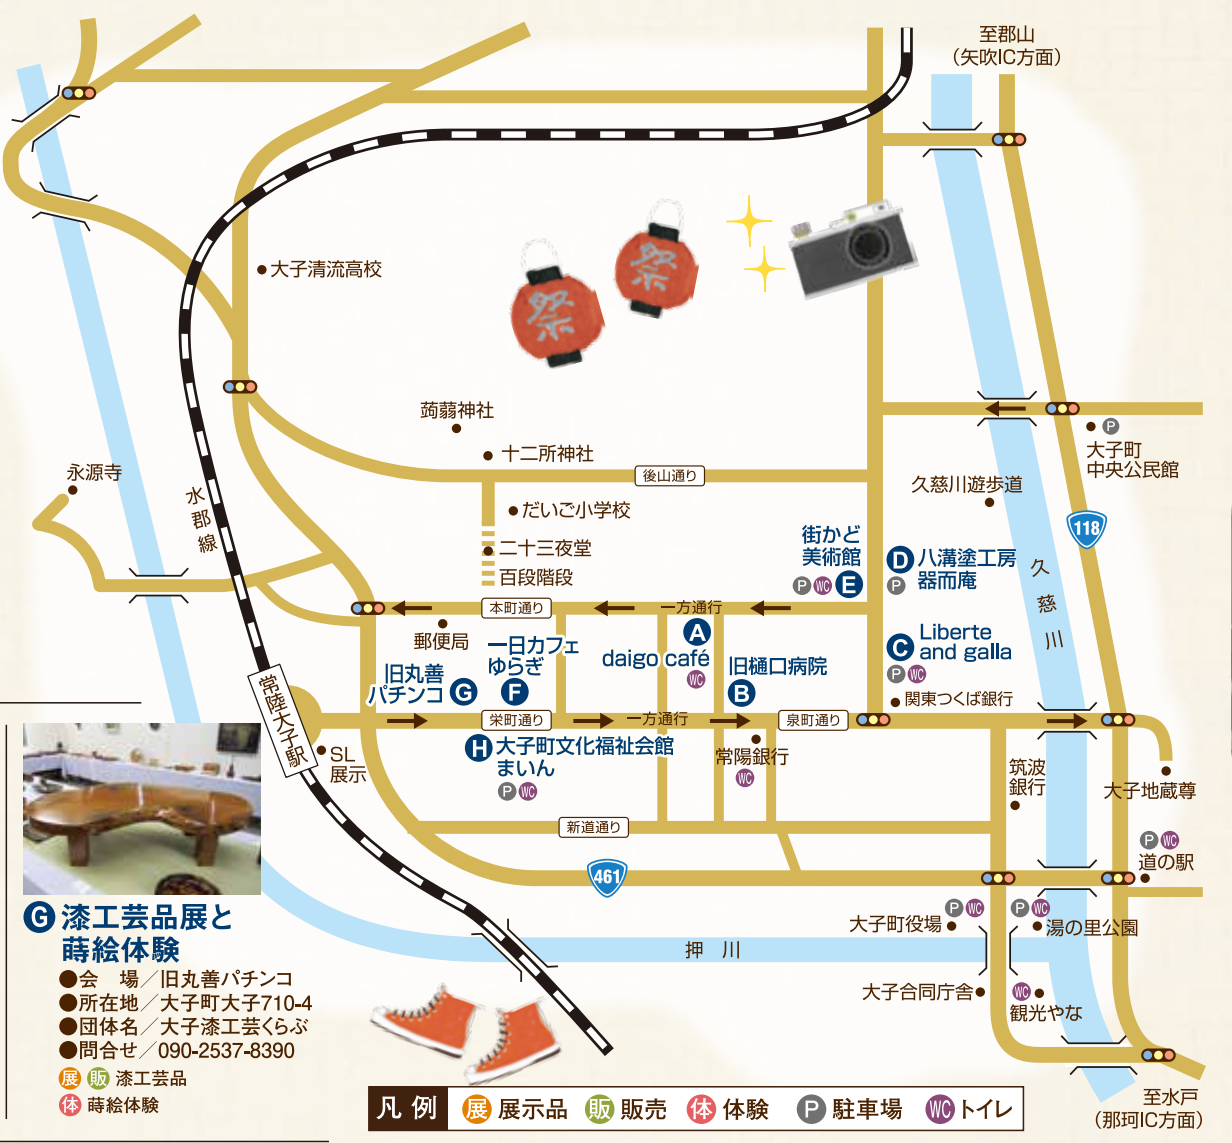 至郡山
(矢吹IC方面)
祭
祭
大子清流高校
蒟蒻神社
十二所神社
後山通り
大子町
中央公民館
P
永源寺
水郡線
だいご小学校
久慈川遊歩道
118
二十三夜堂
百段階段
街かど
美術館
P WC E
D 八溝塗工房
器而庵
P
久慈川
本町通り
一方通行
郵便局
一日カフェ
ゆらぎ
F
A
daigo café
WC
C Liberte
and galla
P WC
旧丸善
パチンコ G
旧樋口病院
B
関東つくば銀行
常陸大子駅
栄町通り
一方通行
泉町通り
SL
展示
H 大子町文化福祉会館
まいん
P WC
常陽銀行
WC
筑波
銀行
大子地蔵尊
新道通り
461
P WC
道の駅
P WC
大子町役場
P WC
湯の里公園
押川
大子合同庁舎
WC
観光やな
G 漆工芸品展と
蒔絵体験
●会 場/旧丸善パチンコ
●所在地/大子町大子710-4
●団体名/大子漆工芸くらぶ
●問合せ/090-2537-8390
展 販 漆工芸品
体 蒔絵体験
凡例 展 展示品 販 販売 体 体験 P 駐車場 WC トイレ
至水戸
(那珂IC方面)